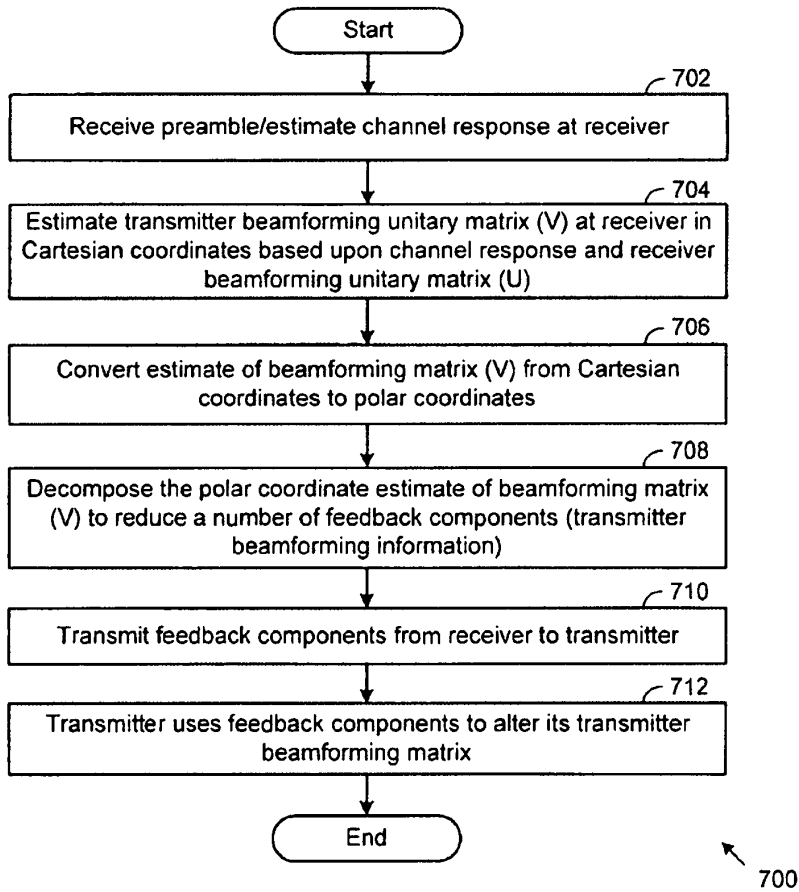 Start
702
Receive preamble/estimate channel response at receiver
704
Estimate transmitter beamforming unitary matrix (V) at receiver in
Cartesian coordinates based upon channel response and receiver
beamforming unitary matrix (U)
706
Convert estimate of beamforming matrix (V) from Cartesian
coordinates to polar coordinates
708
Decompose the polar coordinate estimate of beamforming matrix
(V) to reduce a number of feedback components (transmitter
beamforming information)
710
Transmit feedback components from receiver to transmitter
712
Transmitter uses feedback components to alter its transmitter
beamforming matrix
End
700